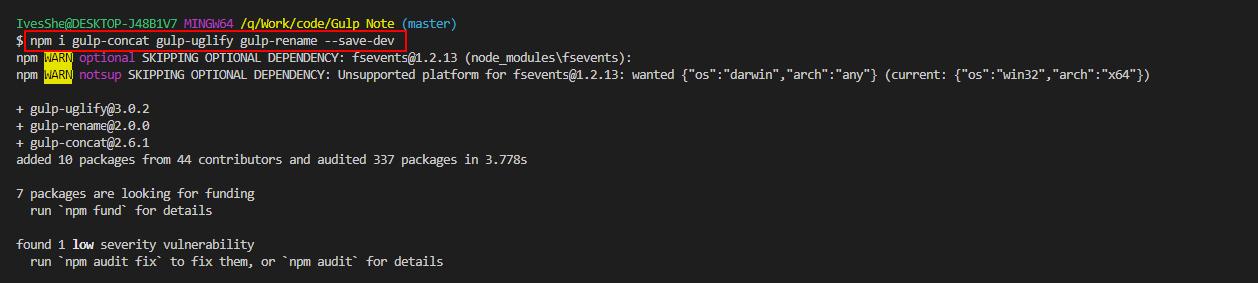 IvesShe@DESKTOP-J48B1V7 MINGW64 /q/Work/code/Gulp_Note (master)
$ npm i gulp-concat gulp-uglify gulp-rename --save-dev
npm WARN optional SKIPPING OPTIONAL DEPENDENCY: fsevents@1.2.13 (node_modules\fsevents):
npm WARN notsup SKIPPING OPTIONAL DEPENDENCY: Unsupported platform for fsevents@1.2.13: wanted {"os":"darwin","arch":"any"} (current: {"os":"win32","arch":"x64"})
+ gulp-uglify@3.0.2
+ gulp-rename@2.0.0
+ gulp-concat@2.6.1
added 10 packages from 44 contributors and audited 337 packages in 3.778s
7 packages are looking for funding
run `npm fund` for details
found 1 low severity vulnerability
run `npm audit fix` to fix them, or `npm audit` for details